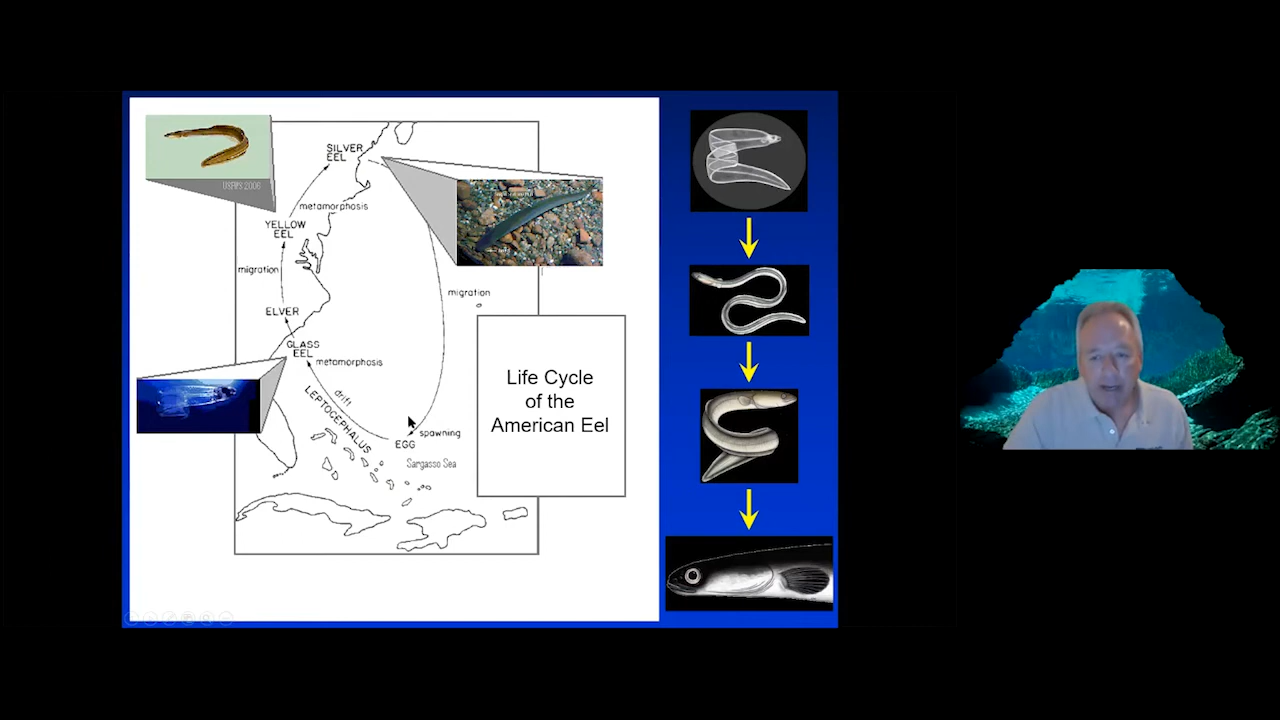 USFWS 2006
SILVER
EEL
metamorphosis
YELLOW
EEL
migration
migration
ELVER
GLASS
EEL
metamorphosis
drift
LEPTOCEPHALUS
EGG
spawning
Sargasso Sea
Life Cycle
of the
American Eel